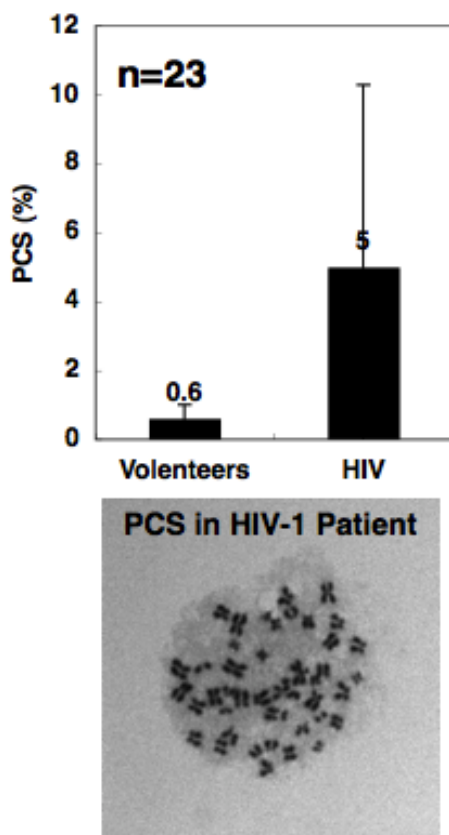 12
n=23
10
8
PCS (%)
6
5
4
2
0.6
0
Volenteers HIV
PCS in HIV-1 Patient